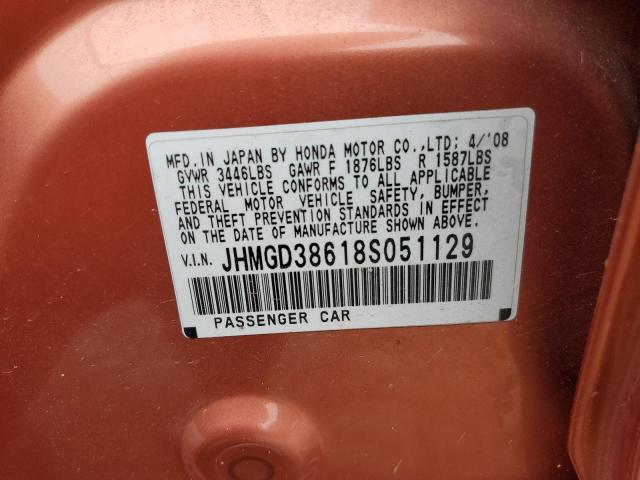 MFD. IN JAPAN BY HONDA MOTOR CO.,LTD; 4/'08
GVWR 3446LBS GAWR F 1876LBS R 1587LBS
THIS VEHICLE CONFORMS TO ALL APPLICABLE
FEDERAL MOTOR VEHICLE SAFETY, BUMPER,
AND THEFT PREVENTION STANDARDS IN EFFECT
ON THE DATE OF MANUFACTURE SHOWN ABOVE.
V.I.N. JHMGD38618S051129
PASSENGER CAR